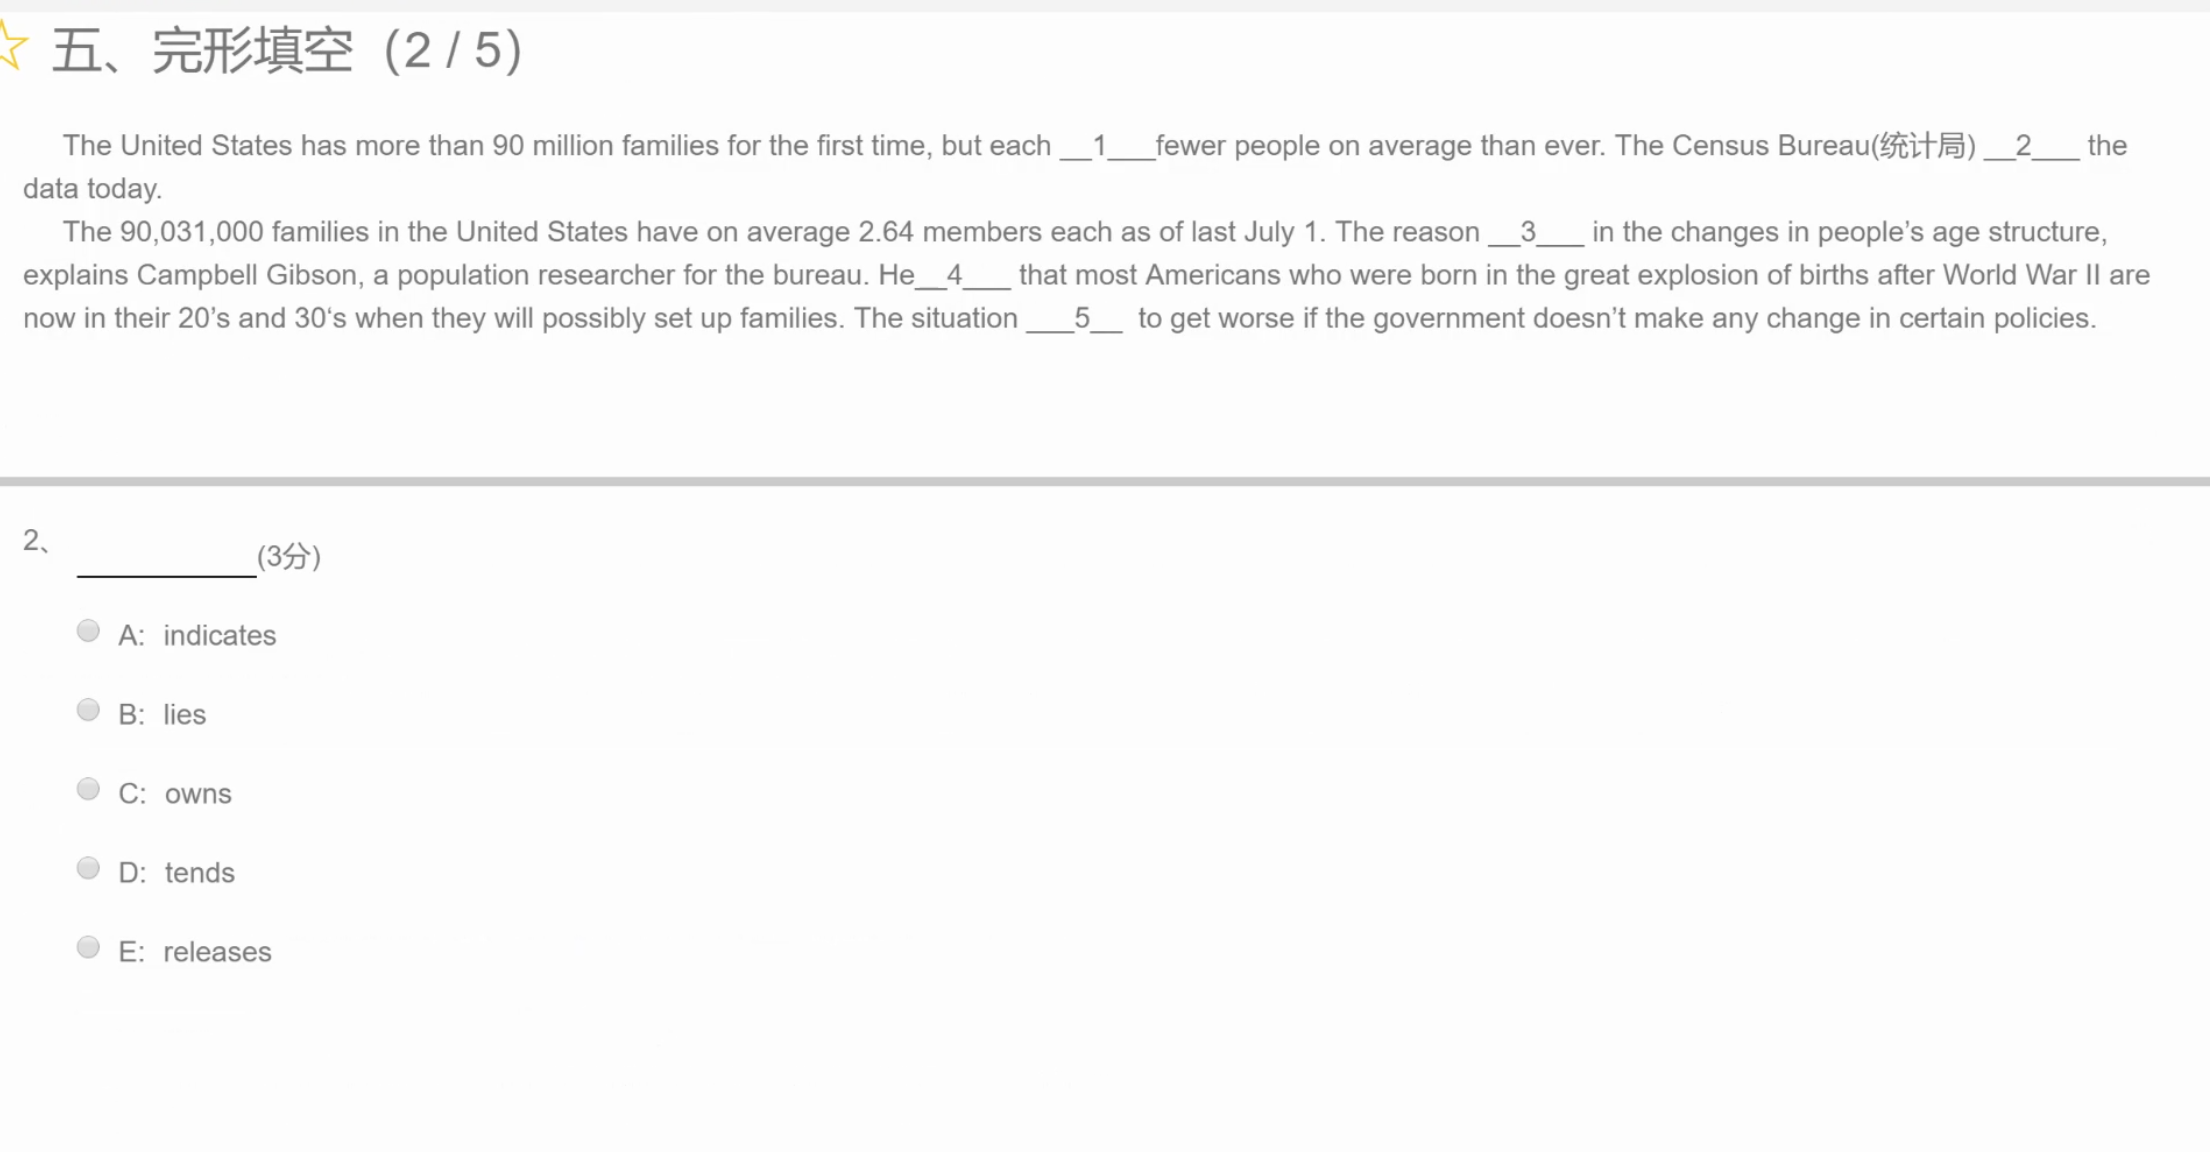 五、完形填空（2 / 5）
The United States has more than 90 million families for the first time, but each __1___fewer people on average than ever. The Census Bureau(统计局) __2___ the
data today.
The 90,031,000 families in the United States have on average 2.64 members each as of last July 1. The reason __3___ in the changes in people’s age structure,
explains Campbell Gibson, a population researcher for the bureau. He__4___ that most Americans who were born in the great explosion of births after World War II are
now in their 20’s and 30‘s when they will possibly set up families. The situation ___5__ to get worse if the government doesn’t make any change in certain policies.
2、
___________(3分)
A: indicates
B: lies
C: owns
D: tends
E: releases